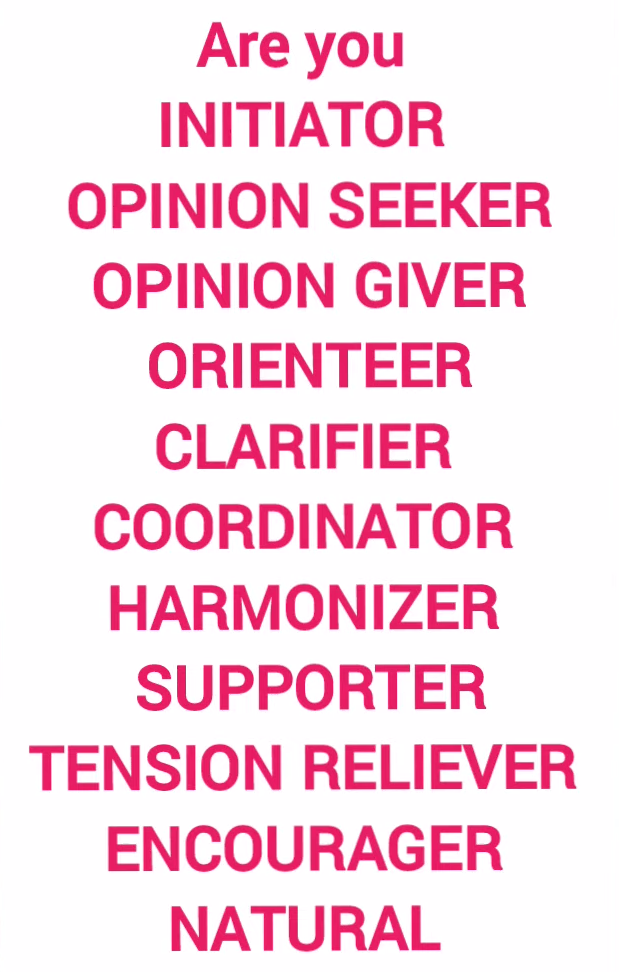 Are you
INITIATOR
OPINION SEEKER
OPINION GIVER
ORIENTEER
CLARIFIER
COORDINATOR
HARMONIZER
SUPPORTER
TENSION RELIEVER
ENCOURAGER
NATURAL